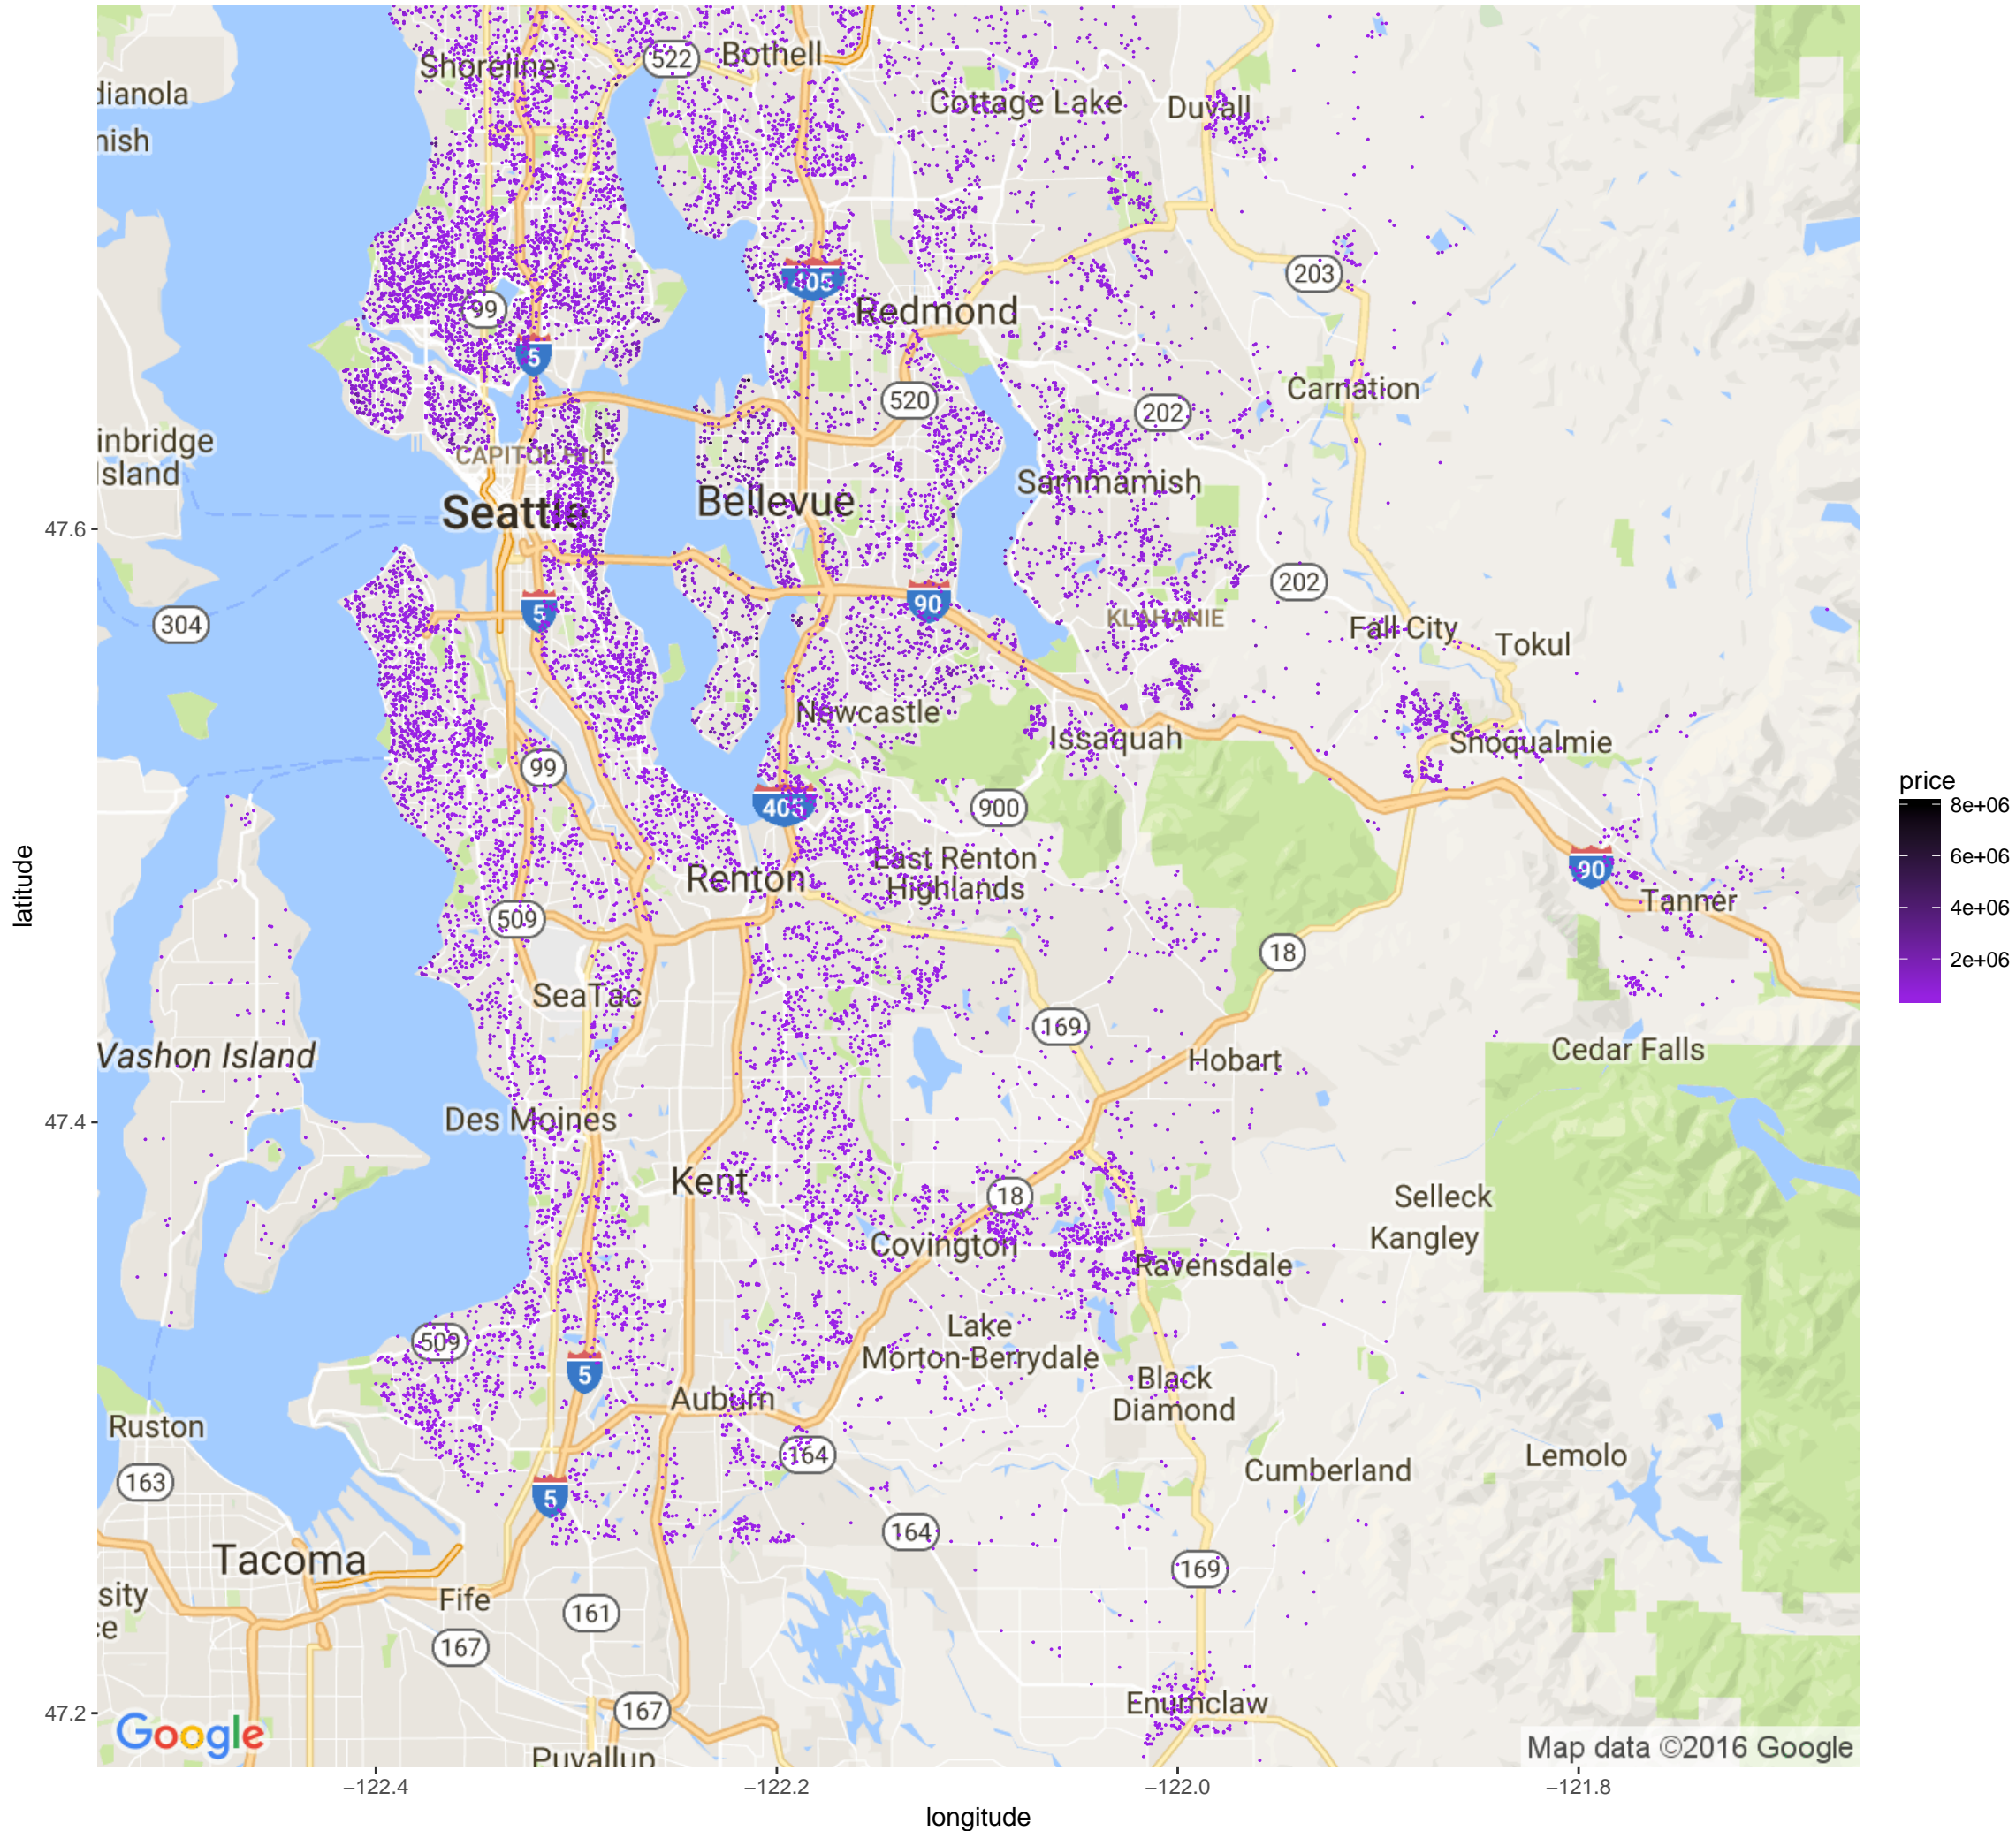 Shoreline
522
Bothell
dianola
Cottage Lake
Duvall
nish
405
203
99
Redmond
5
Carnation
520
202
inbridge
Island
CAPITOL HILL
Sammamish
Seattle
Bellevue
47.6
202
90
5
304
KLAHANIE
Fall City
Tokul
Newcastle
Issaquah
Snoqualmie
99
405
900
price
8e+06
6e+06
4e+06
2e+06
latitude
East Renton
Highlands
Renton
90
Tanner
509
18
SeaTac
169
Vashon Island
Hobart
Cedar Falls
47.4
Des Moines
Kent
18
Selleck
Kangley
Covington
Ravensdale
509
Lake
Morton-Berrydale
5
Black
Diamond
Auburn
Ruston
164
Lemolo
163
Cumberland
5
164
Tacoma
169
sity
ce
Fife
161
167
Enumclaw
167
47.2
Google
Puyallup
Map data ©2016 Google
−122.4
−122.2
−122.0
−121.8
longitude